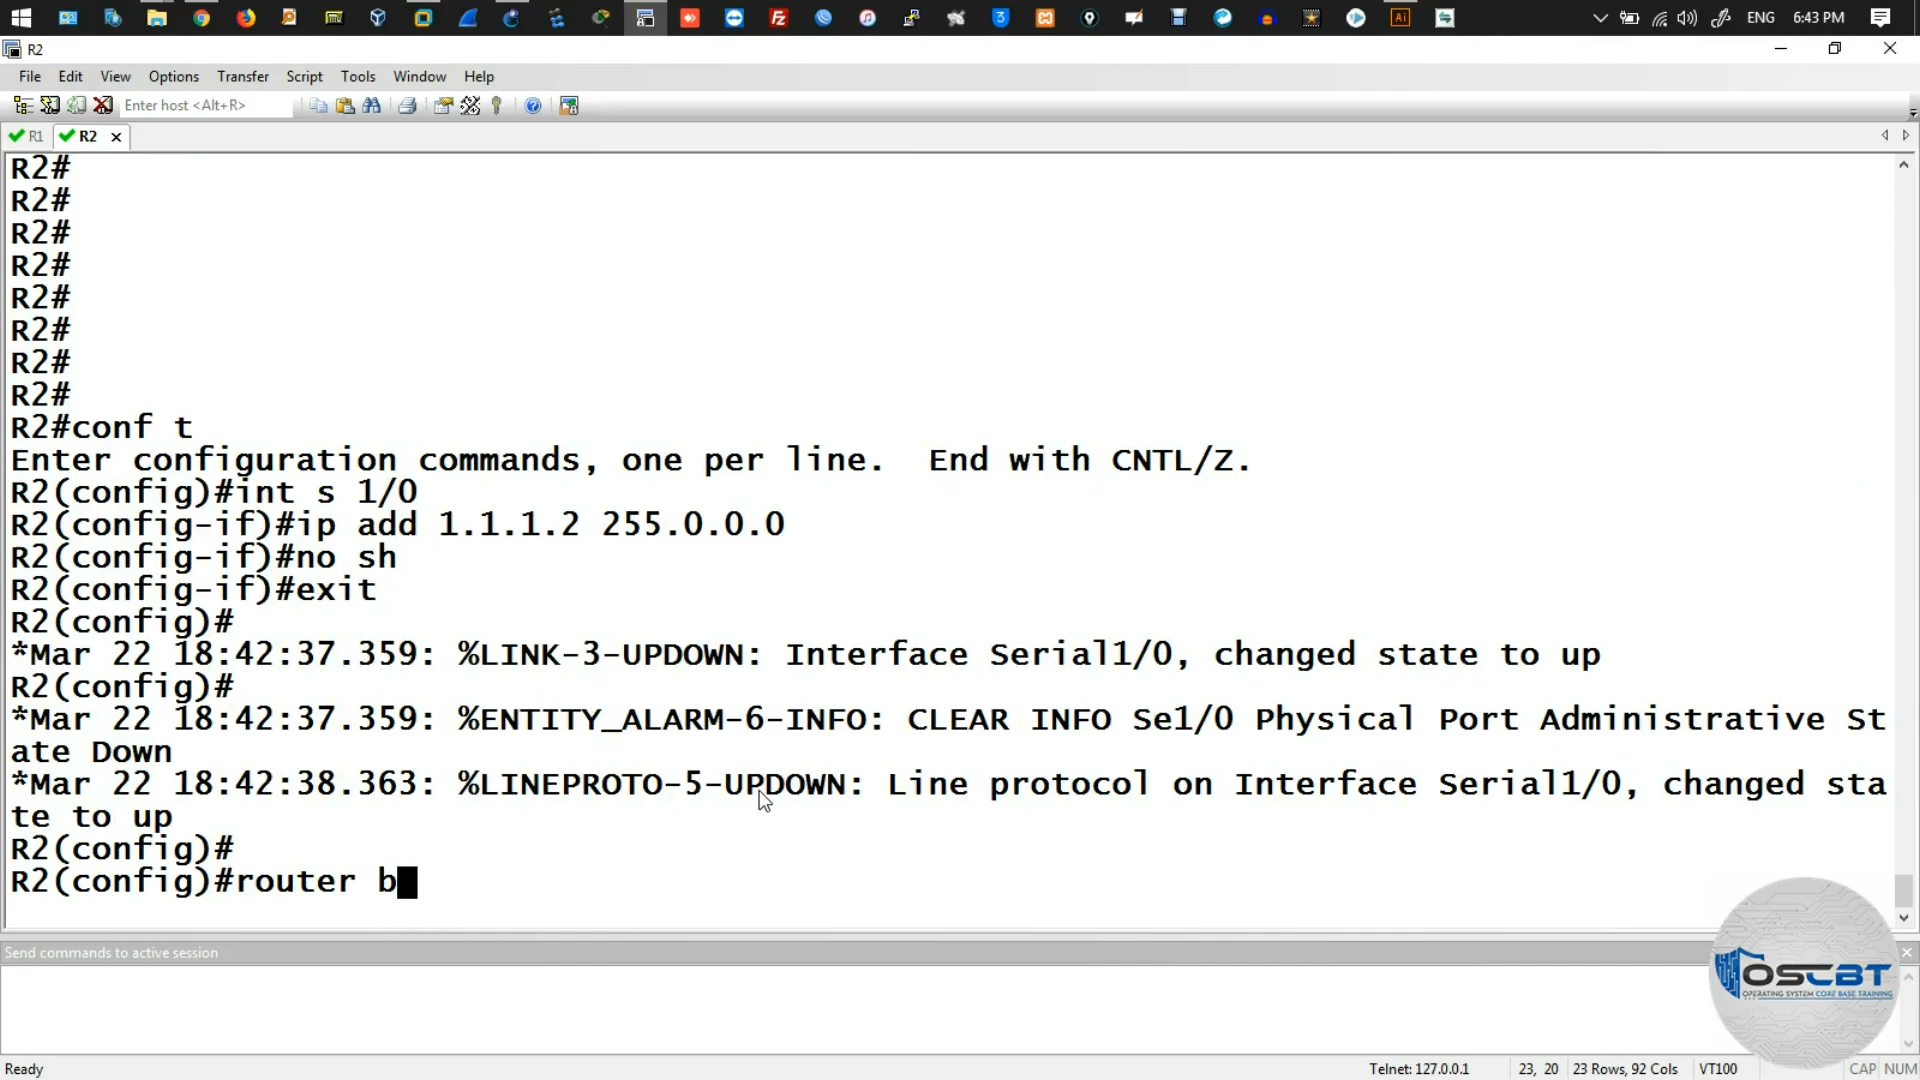 ENG 6:43 PM
R2
File Edit View Options Transfer Script Tools Window Help
Enter host <Alt+R>
R1 R2
R2#
R2#
R2#
R2#
R2#
R2#
R2#
R2#
R2#conf t
Enter configuration commands, one per line.  End with CNTL/Z.
R2(config)#int s 1/0
R2(config-if)#ip add 1.1.1.2 255.0.0.0
R2(config-if)#no sh
R2(config-if)#exit
R2(config)#
*Mar 22 18:42:37.359: %LINK-3-UPDOWN: Interface Serial1/0, changed state to up
R2(config)#
*Mar 22 18:42:37.359: %ENTITY_ALARM-6-INFO: CLEAR INFO Se1/0 Physical Port Administrative St
ate Down
*Mar 22 18:42:38.363: %LINEPROTO-5-UPDOWN: Line protocol on Interface Serial1/0, changed sta
te to up
R2(config)#
R2(config)#router b
Send commands to active session
OSCBT
OPERATING SYSTEM CORE BASE TRAINING
Ready Telnet: 127.0.0.1 23, 20 23 Rows, 92 Cols VT100 CAP NUM